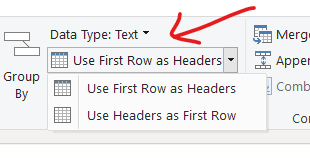 Data Type: Text
Use First Row as Headers
Group By
Use First Row as Headers
Use Headers as First Row
Merge
Appen
Comb
Co